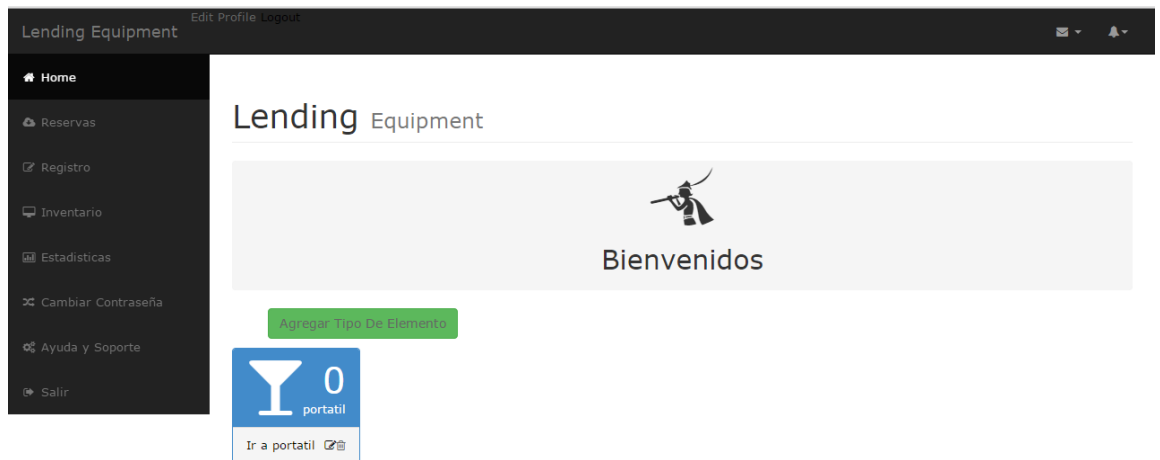 Edit Profile Logout
Lending Equipment
Home
Reservas
Registro
Inventario
Estadisticas
Cambiar Contraseña
Ayuda y Soporte
Salir
Lending Equipment
Bienvenidos
Agregar Tipo De Elemento
0
portatil
Ir a portatil